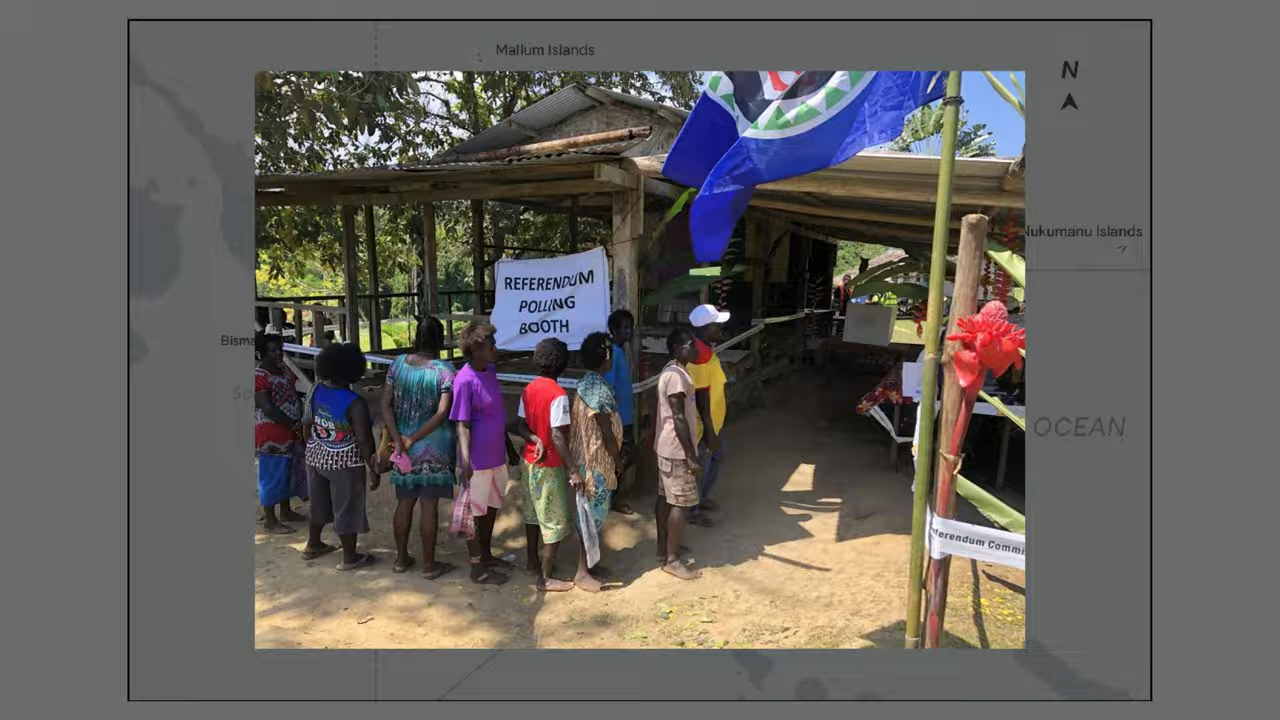 Mallum Islands
N
Nukumanu Islands
REFERENDUM
POLLING
BOOTH
OCEAN